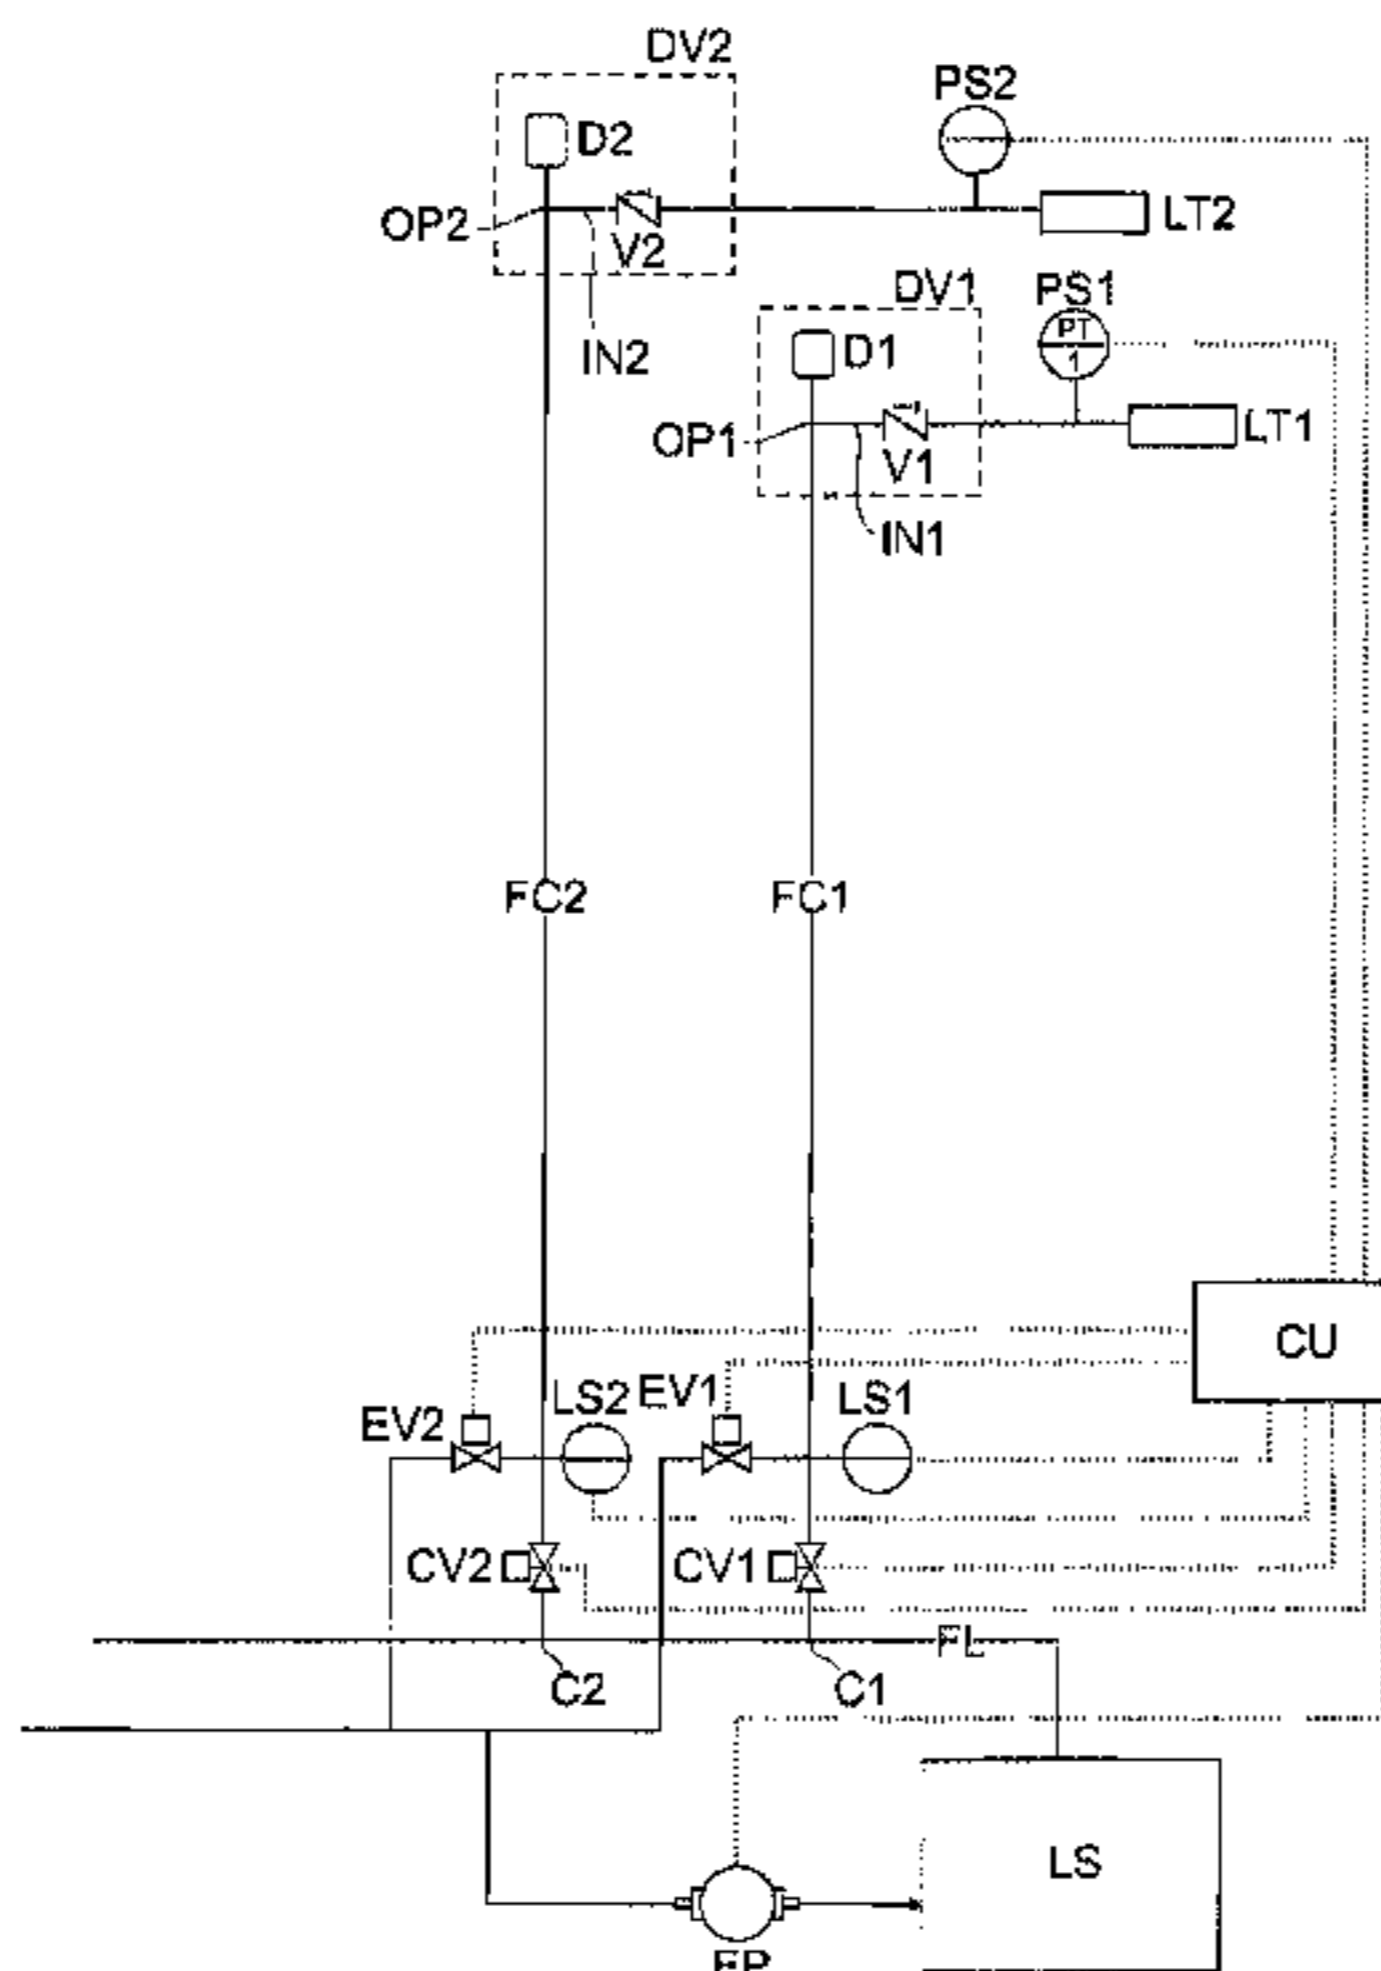 DV2
PS2
D2
OP2
V2
LT2
IN2
DV1
PS1
PT
1
D1
OP1
V1
LT1
IN1
FC2
FC1
CU
EV2
LS2
EV1
LS1
CV2
CV1
FL
C2
C1
LS